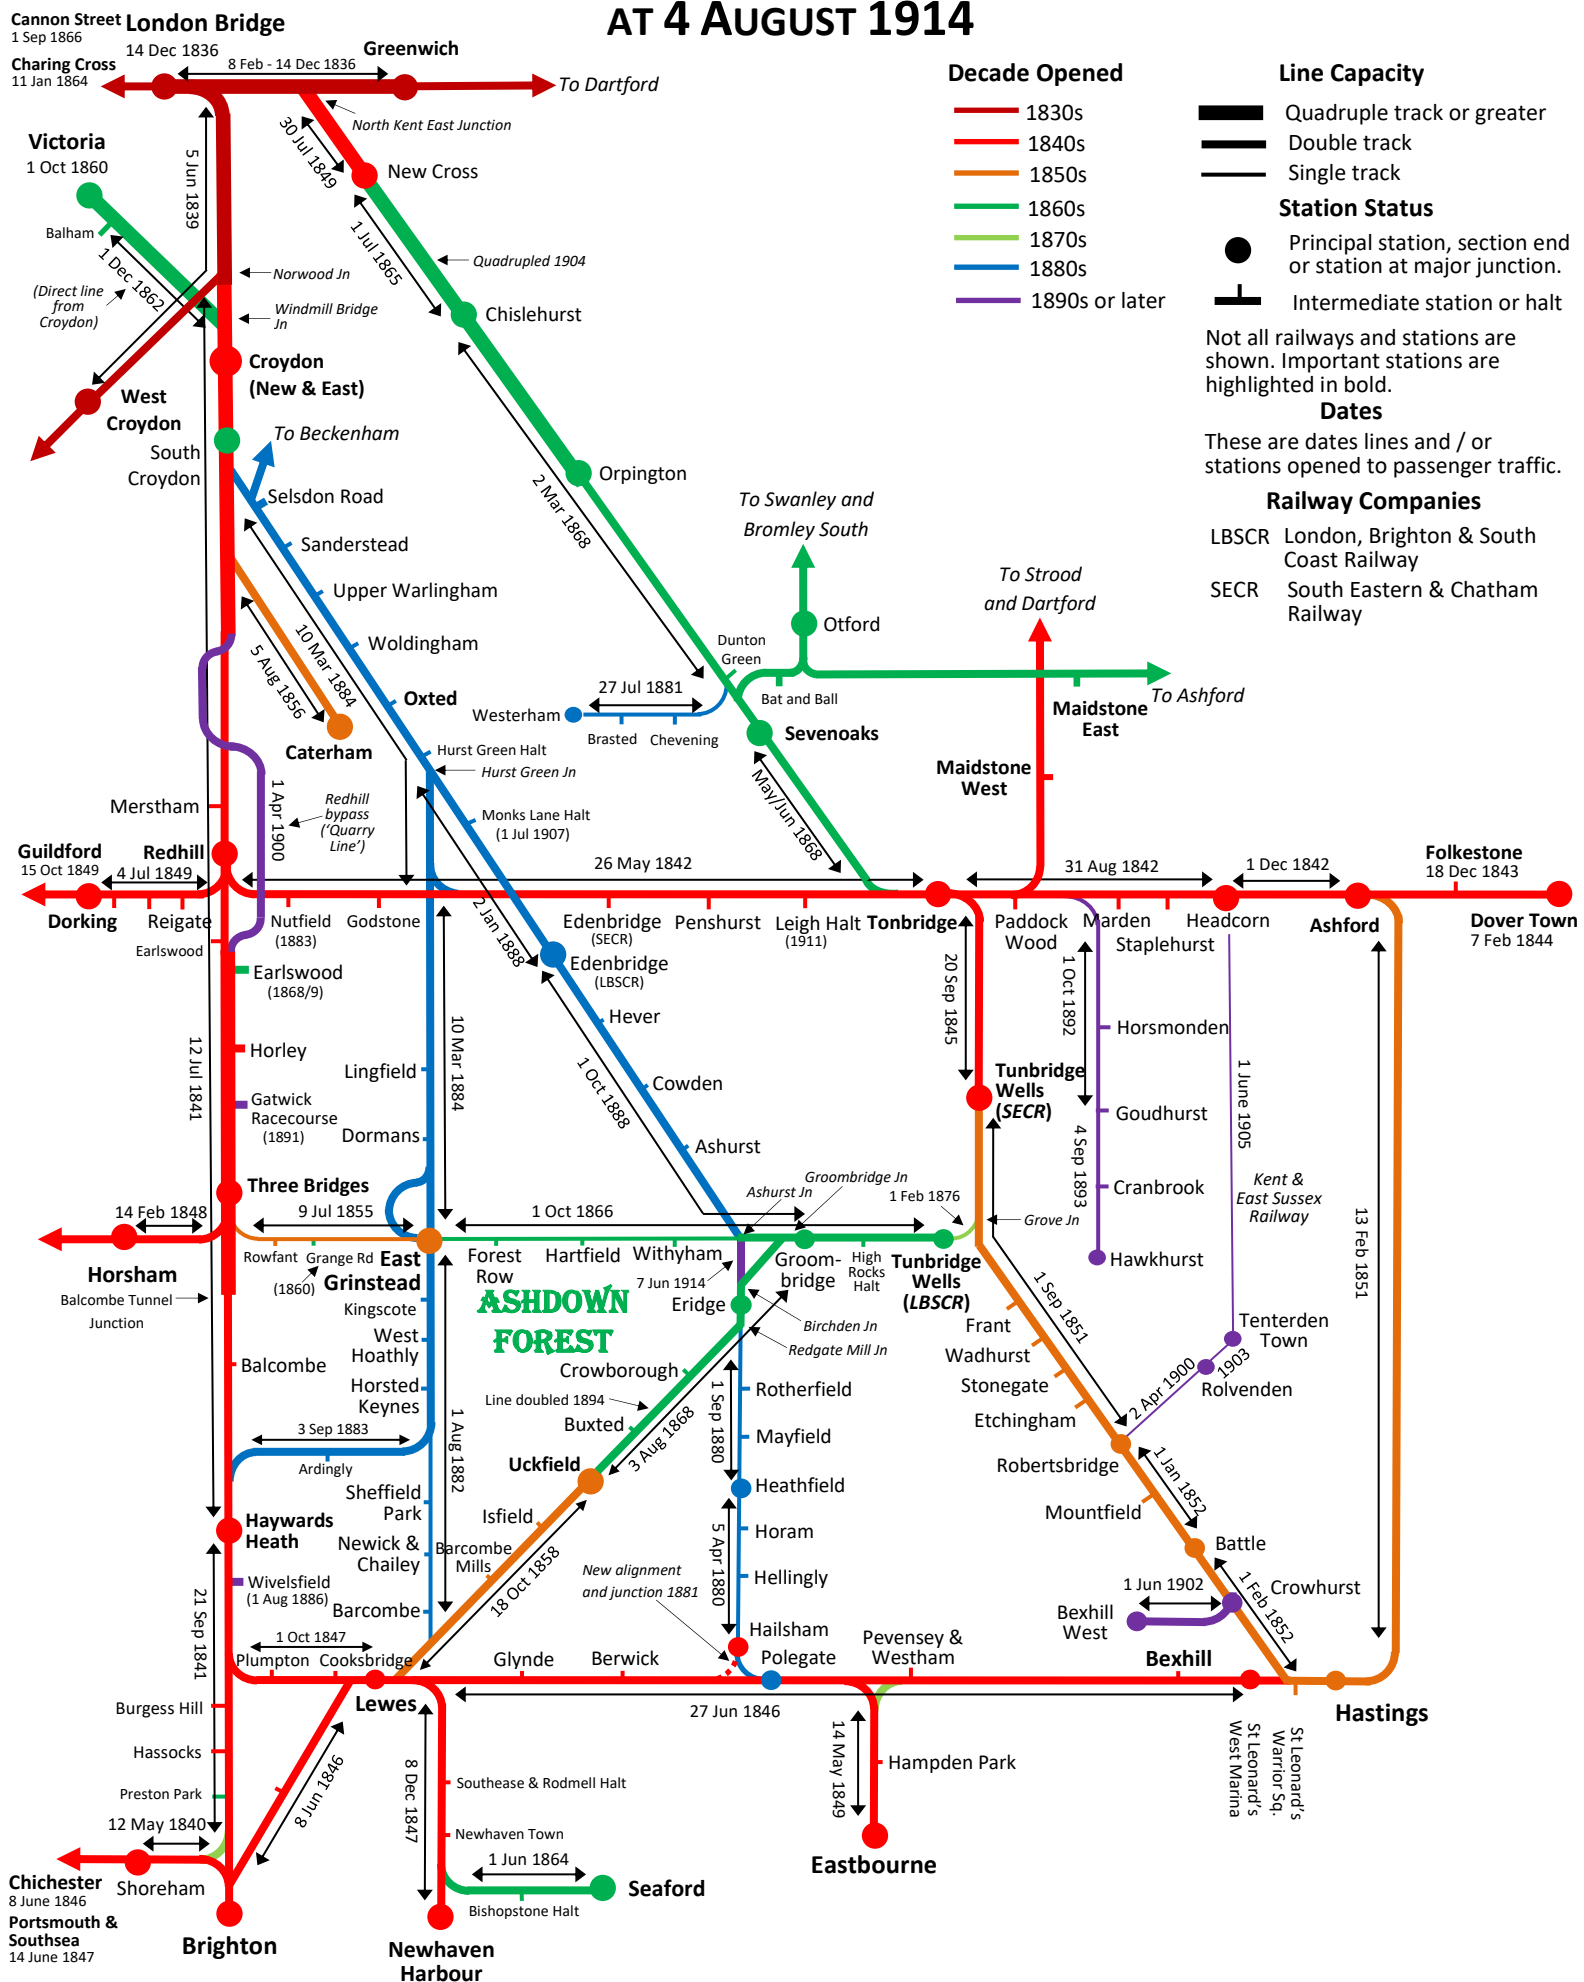 AT 4 AUGUST 1914
Cannon Street
1 Sep 1866
London Bridge
14 Dec 1836
Charing Cross
11 Jan 1864
8 Feb - 14 Dec 1836
Greenwich
To Dartford
North Kent East Junction
30 Jul 1849
New Cross
Victoria
1 Oct 1860
5 Jun 1839
Balham
1 Dec 1862
(Direct line
from
Croydon)
Norwood Jn
Windmill Bridge
Jn
1 Jul 1865
Quadrupled 1904
Chislehurst
Croydon
(New & East)
West
Croydon
South
Croydon
To Beckenham
Selsdon Road
Sanderstead
Upper Warlingham
Woldingham
Oxted
Orpington
2 Mar 1868
10 Mar 1884
5 Aug 1856
Caterham
Hurst Green Halt
Hurst Green Jn
Monks Lane Halt
(1 Jul 1907)
Decade Opened
1830s
1840s
1850s
1860s
1870s
1880s
1890s or later
Line Capacity
Quadruple track or greater
Double track
Single track
Station Status
Principal station, section end
or station at major junction.
Intermediate station or halt
Not all railways and stations are
shown. Important stations are
highlighted in bold.
Dates
These are dates lines and / or
stations opened to passenger traffic.
Railway Companies
LBSCR London, Brighton & South
Coast Railway
SECR South Eastern & Chatham
Railway
To Swanley and
Bromley South
Otford
To Strood
and Dartford
Dunton
Green
27 Jul 1881
Westerham
Brasted
Chevening
Bat and Ball
To Ashford
Maidstone
East
Sevenoaks
Maidstone
West
May/Jun 1868
Merstham
1 Apr 1900
Redhill
bypass
('Quarry
Line')
Guildford
15 Oct 1849
4 Jul 1849
Redhill
26 May 1842
31 Aug 1842
1 Dec 1842
Folkestone
18 Dec 1843
Dorking
Reigate
Nutfield
(1883)
Godstone
2 Jan 1888
Edenbridge
(SECR)
Penshurst
Leigh Halt
(1911)
Tonbridge
Paddock
Wood
Marden
Staplehurst
Headcorn
Ashford
Dover Town
7 Feb 1844
Earlswood
Earlswood
(1868/9)
Edenbridge
(LBSCR)
Hever
20 Sep 1845
1 Oct 1892
Horsmonden
Horley
12 Jul 1841
Lingfield
10 Mar 1884
1 Oct 1888
Cowden
Tunbridge
Wells
(SECR)
Gatwick
Racecourse
(1891)
Goudhurst
1 June 1905
Dormans
Ashurst
4 Sep 1893
Three Bridges
Ashurst Jn
Groombridge Jn
1 Feb 1876
Cranbrook
Kent &
East Sussex
Railway
14 Feb 1848
9 Jul 1855
1 Oct 1866
Grove Jn
13 Feb 1851
Horsham
Rowfant
Grange Rd
(1860)
East
Grinstead
Forest
Row
Hartfield
Withyham
Groom-
bridge
High
Rocks
Halt
Tunbridge
Wells
(LBSCR)
Hawkhurst
7 Jun 1914
Balcombe Tunnel
Junction
Kingscote
ASHDOWN
FOREST
Eridge
Birchden Jn
Redgate Mill Jn
1 Sep 1851
Frant
Wadhurst
Stonegate
Etchingham
Robertsbridge
Tenterden
Town
1903
Rolvenden
2 Apr 1900
West
Hoathly
Balcombe
Horsted
Keynes
Crowborough
Line doubled 1894
Buxted
3 Aug 1868
1 Sep 1880
Rotherfield
Mayfield
3 Sep 1883
Ardingly
1 Aug 1882
Uckfield
Heathfield
1 Jan 1852
Mountfield
Sheffield
Park
Isfield
Haywards
Heath
Newick &
Chailey
Barcombe
Mills
18 Oct 1858
5 Apr 1880
Horam
Battle
New alignment
and junction 1881
Hellingly
Wivelsfield
(1 Aug 1886)
Barcombe
21 Sep 1841
1 Jun 1902
Crowhurst
1 Feb 1852
Bexhill
West
1 Oct 1847
Plumpton
Cooksbridge
Glynde
Berwick
Hailsham
Polegate
Pevensey &
Westham
Bexhill
Lewes
27 Jun 1846
Hastings
Burgess Hill
Hassocks
Preston Park
8 Jun 1846
8 Dec 1847
Southease & Rodmell Halt
14 May 1849
Hampden Park
St Leonard's
West Marina
St Leonard's
Warrior Sq.
12 May 1840
Newhaven Town
1 Jun 1864
Eastbourne
Chichester
8 June 1846
Shoreham
Seaford
Bishopstone Halt
Portsmouth &
Southsea
14 June 1847
Brighton
Newhaven
Harbour